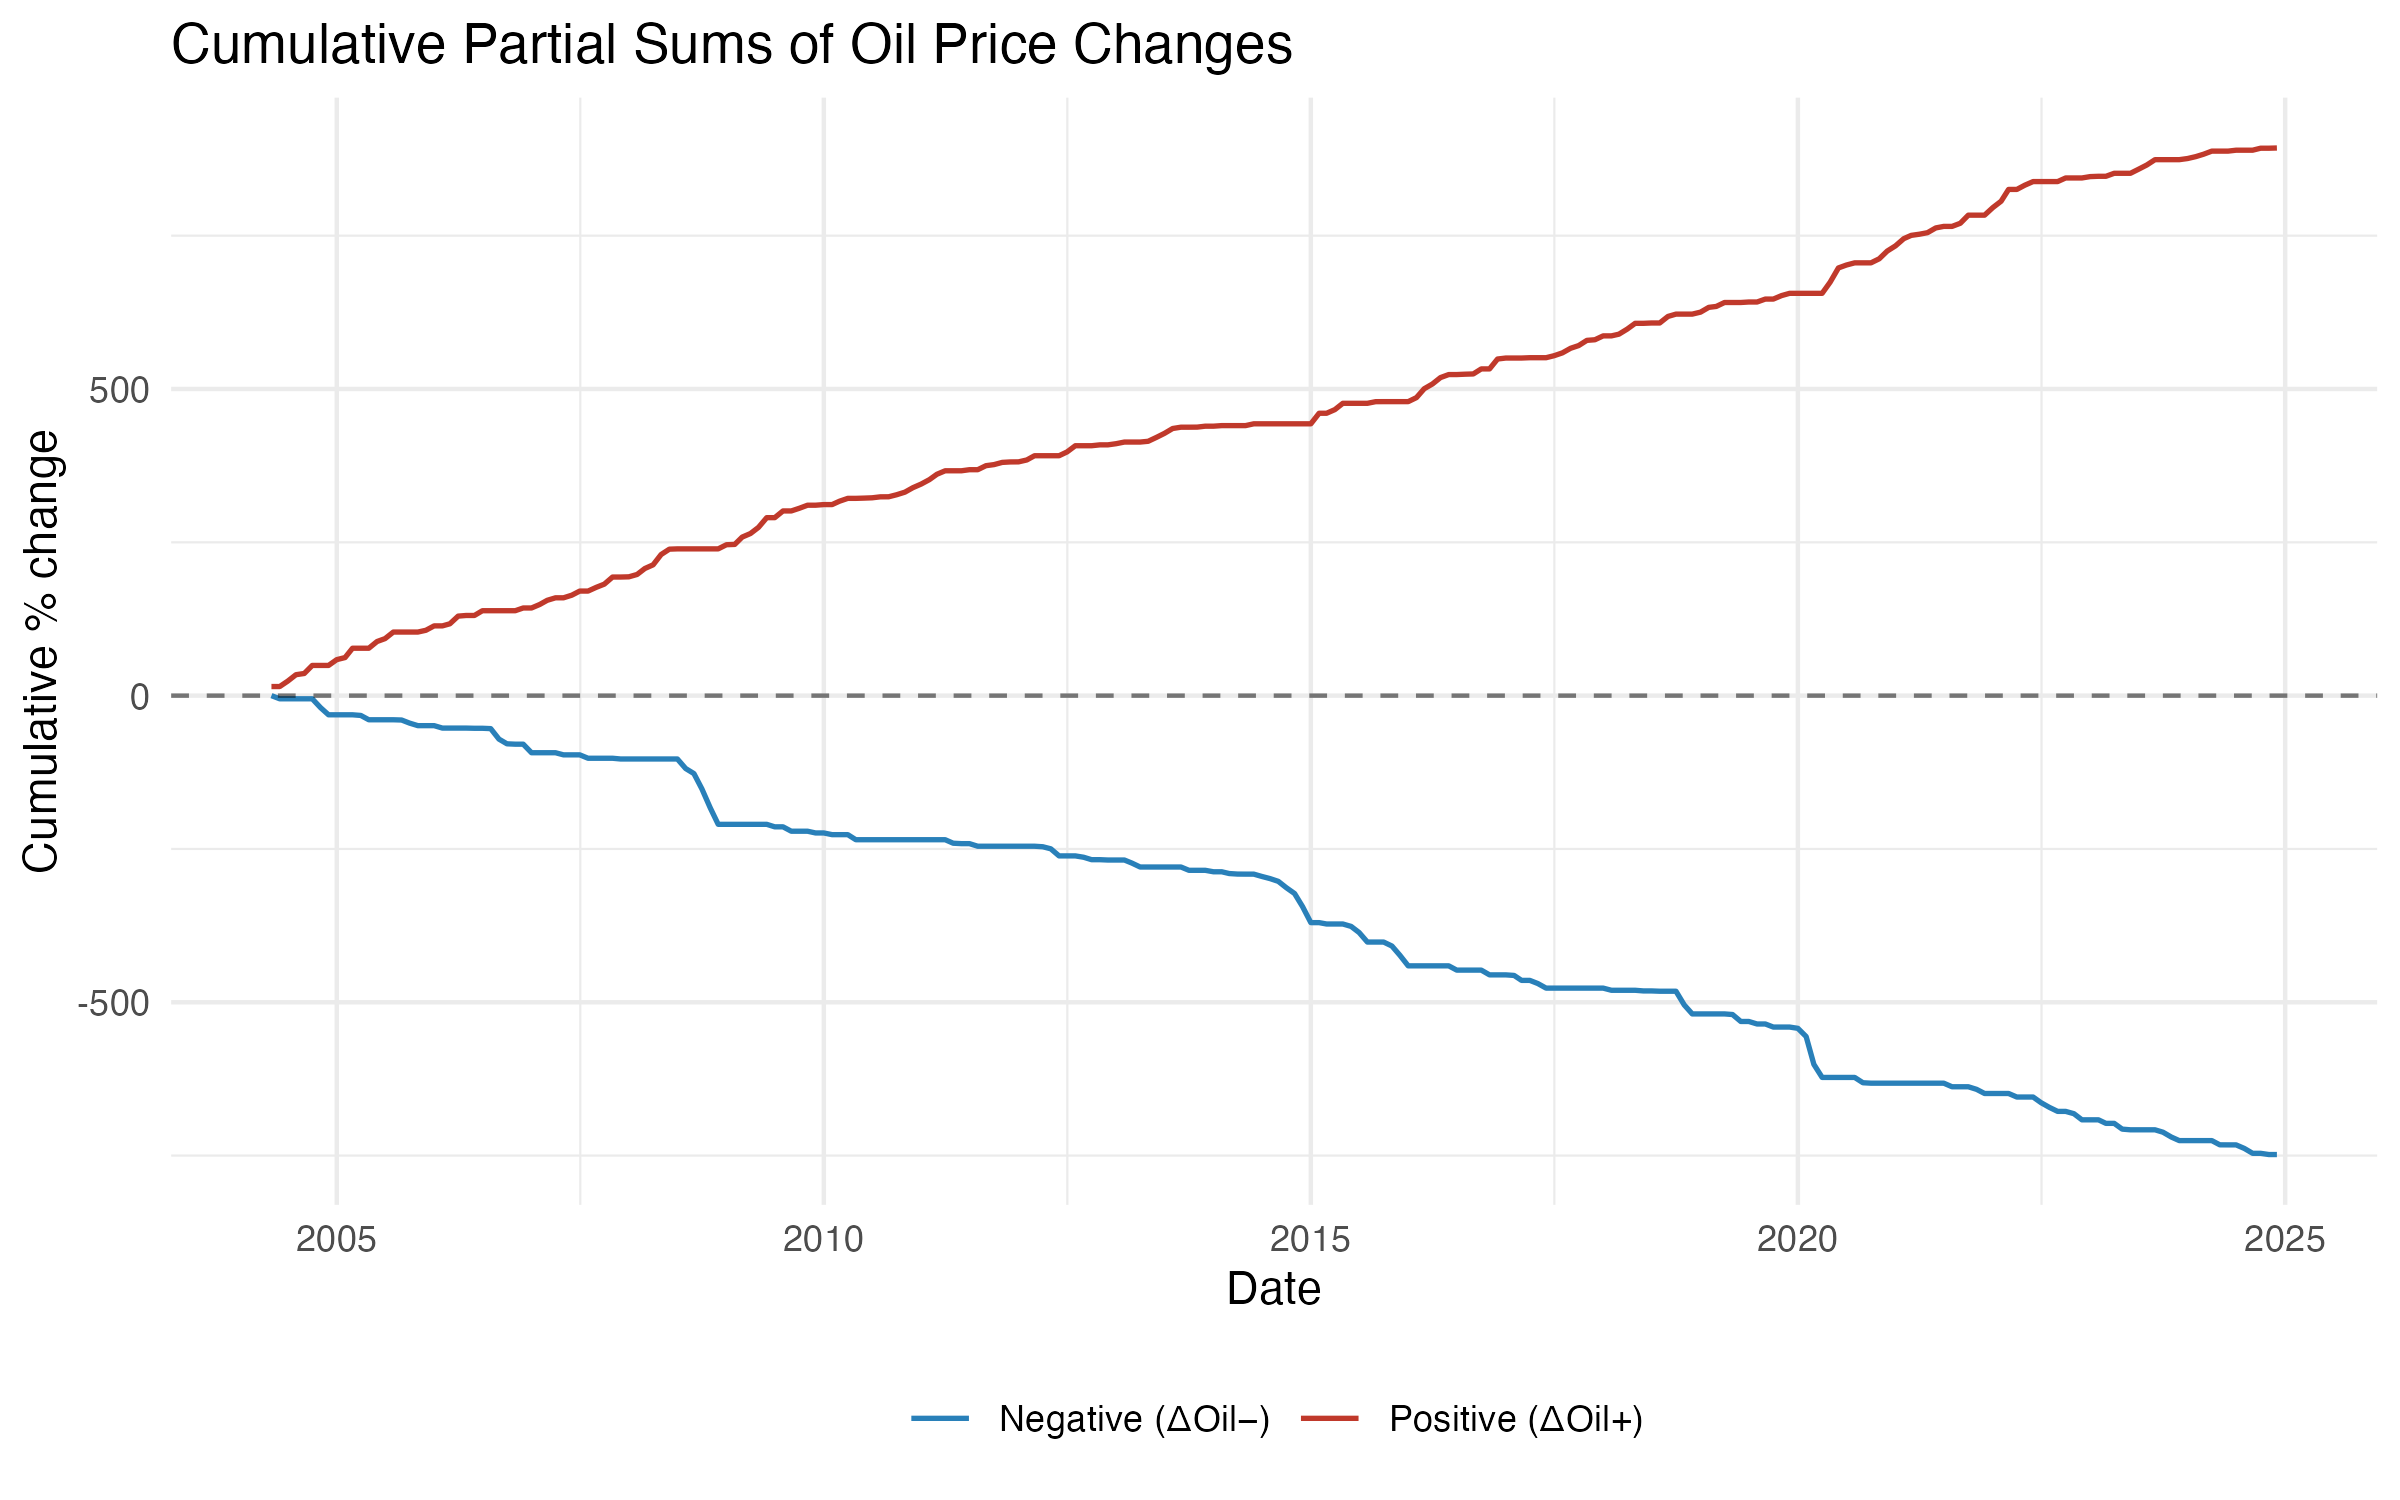 Cumulative Partial Sums of Oil Price Changes
Cumulative % change
500
0
-500
2005 2010 2015 2020 2025
Date
Negative (ΔOil−) Positive (ΔOil+)